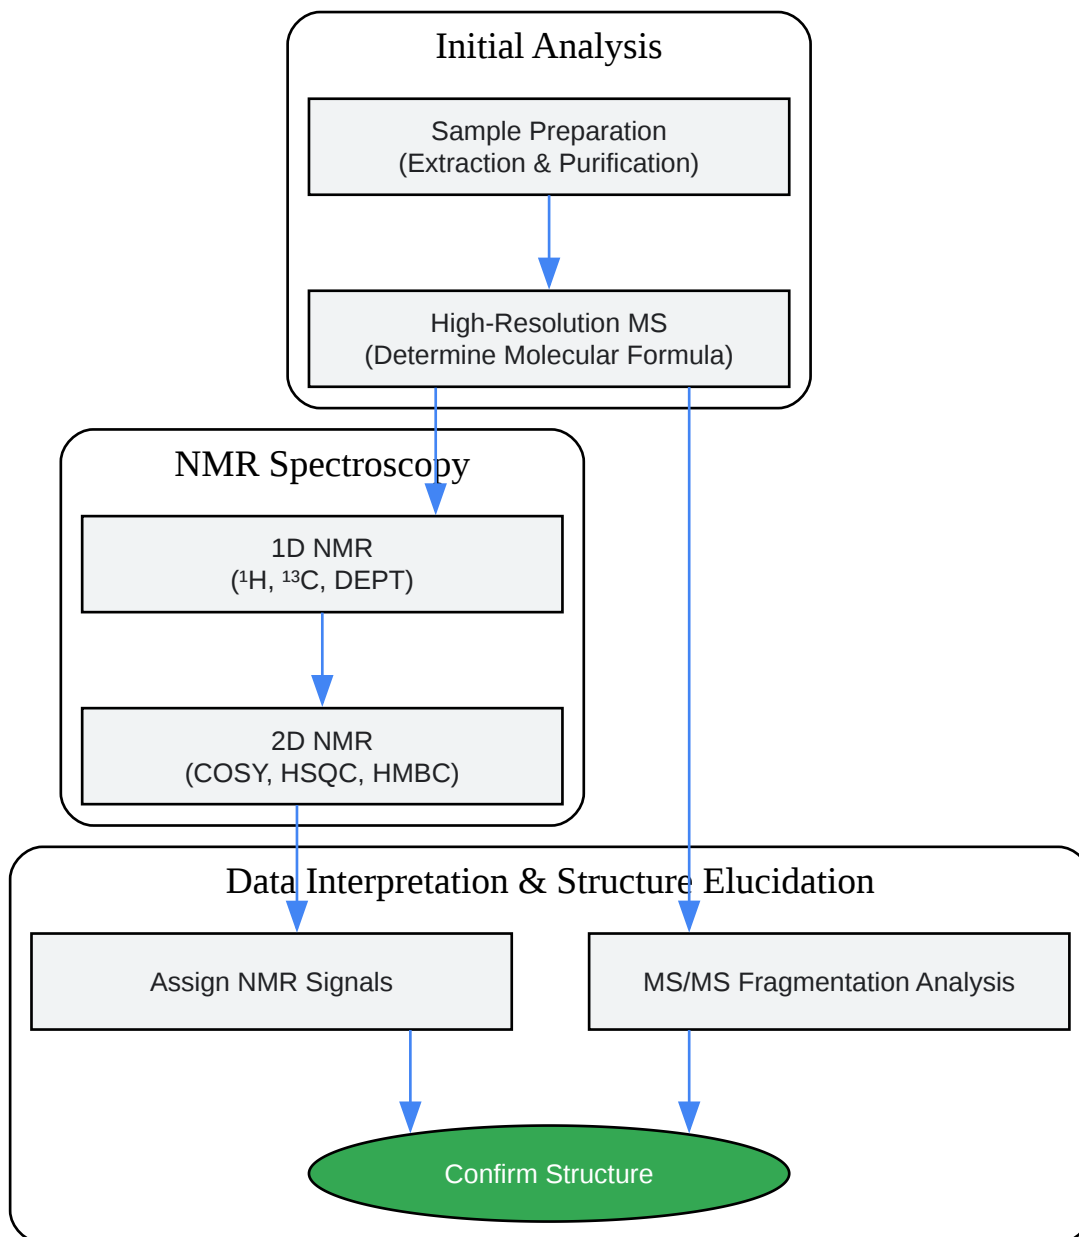 Initial Analysis
Sample Preparation
(Extraction & Purification)
High-Resolution MS
(Determine Molecular Formula)
NMR Spectroscopy
1D NMR
(¹H, ¹³C, DEPT)
2D NMR
(COSY, HSQC, HMBC)
Data Interpretation & Structure Elucidation
Assign NMR Signals
MS/MS Fragmentation Analysis
Confirm Structure